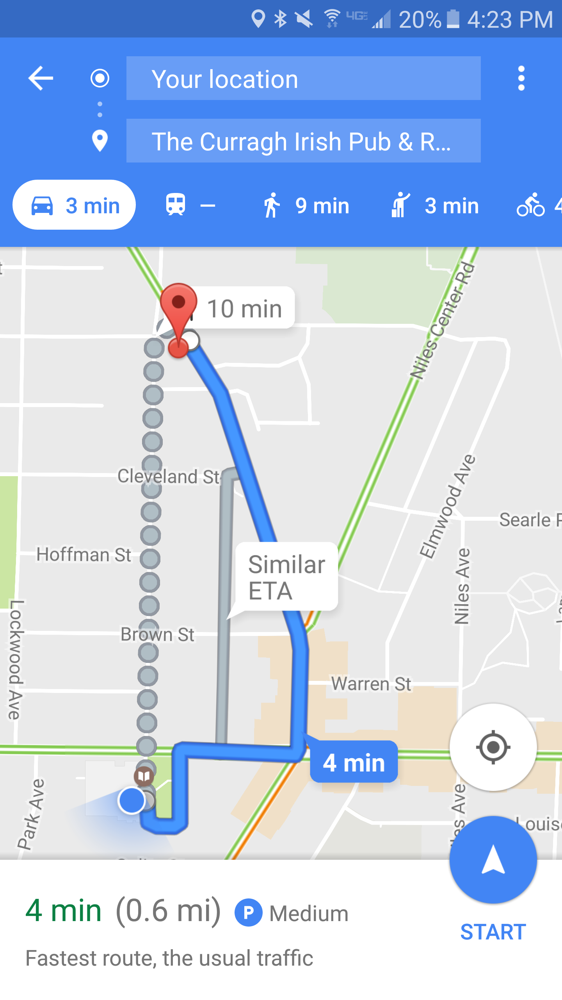 4G LTE 20% 4:23 PM
Your location
The Curragh Irish Pub & R...
3 min — 9 min 3 min 4
10 min
Niles Center Rd
Cleveland St
Elmwood Ave
Searle
Hoffman St
Similar
ETA
Niles Ave
Lockwood Ave
Brown St
Warren St
4 min
Park Ave
Ave
Louis
4 min (0.6 mi) P Medium
START
Fastest route, the usual traffic